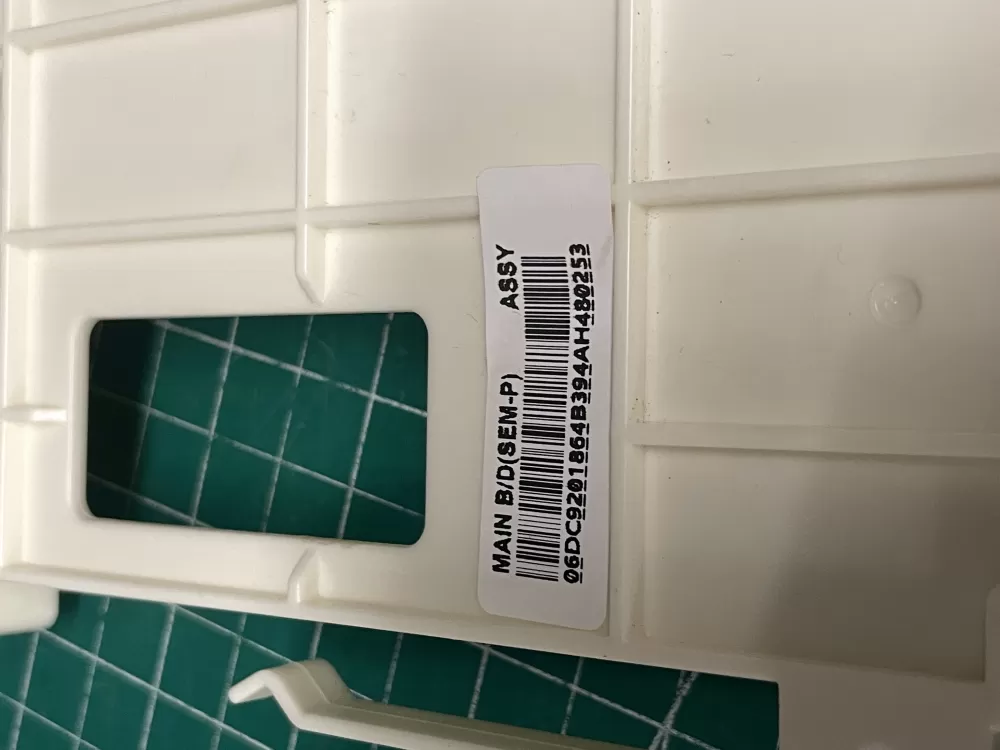 MAIN B/D(SEM-P) ASSY
06DC9201864B394AH480253